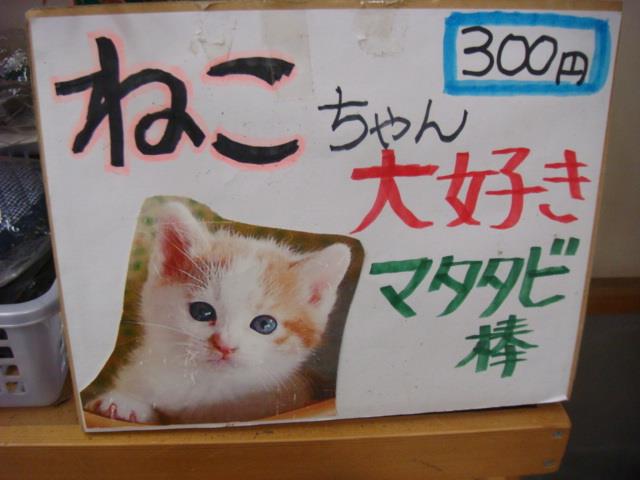 300円
ねこちゃん
大好き
マタタビ
棒